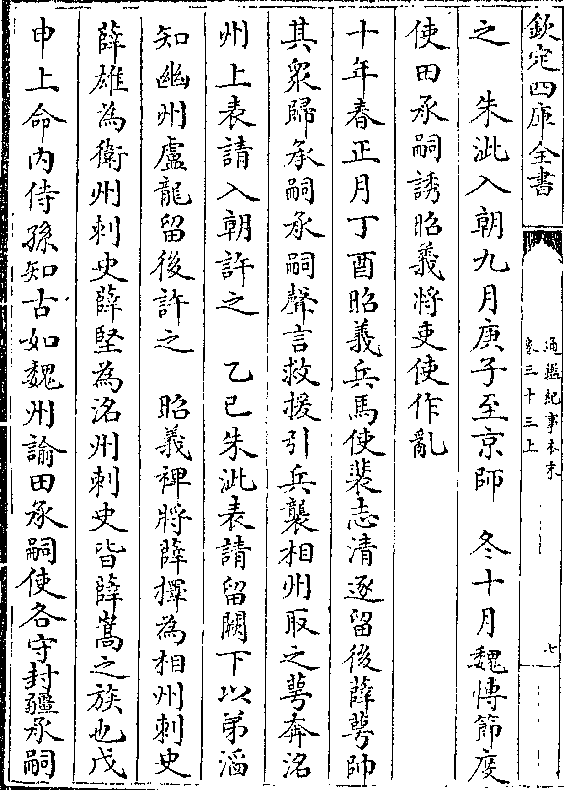 欽定四庫全書
通鑑紀事本末
卷三十三上
七
之　朱泚入朝九月庚子至京師　冬十月魏博節度
使田承嗣誘昭義將吏使作亂
十年春正月丁酉昭義兵馬使裴志清逐留後薛萼帥
其衆歸承嗣承嗣聲言救援引兵襲相州取之萼奔洺
州上表請入朝許之　乙巳朱泚表請留闕下以弟滔
知幽州盧龍留後許之　昭義裨將薛擇為相州刺史
薛雄為衛州刺史薛堅為洺州刺史皆薛嵩之族也戊
申上命内侍孫知古如魏州諭田承嗣使各守封疆承嗣